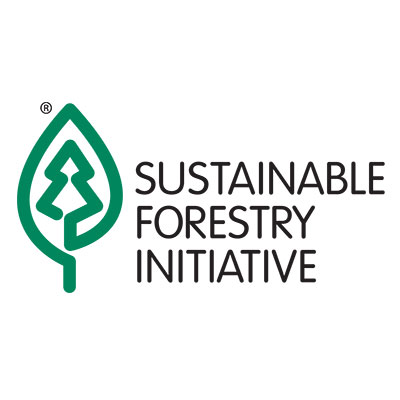 ®
SUSTAINABLE
FORESTRY
INITIATIVE